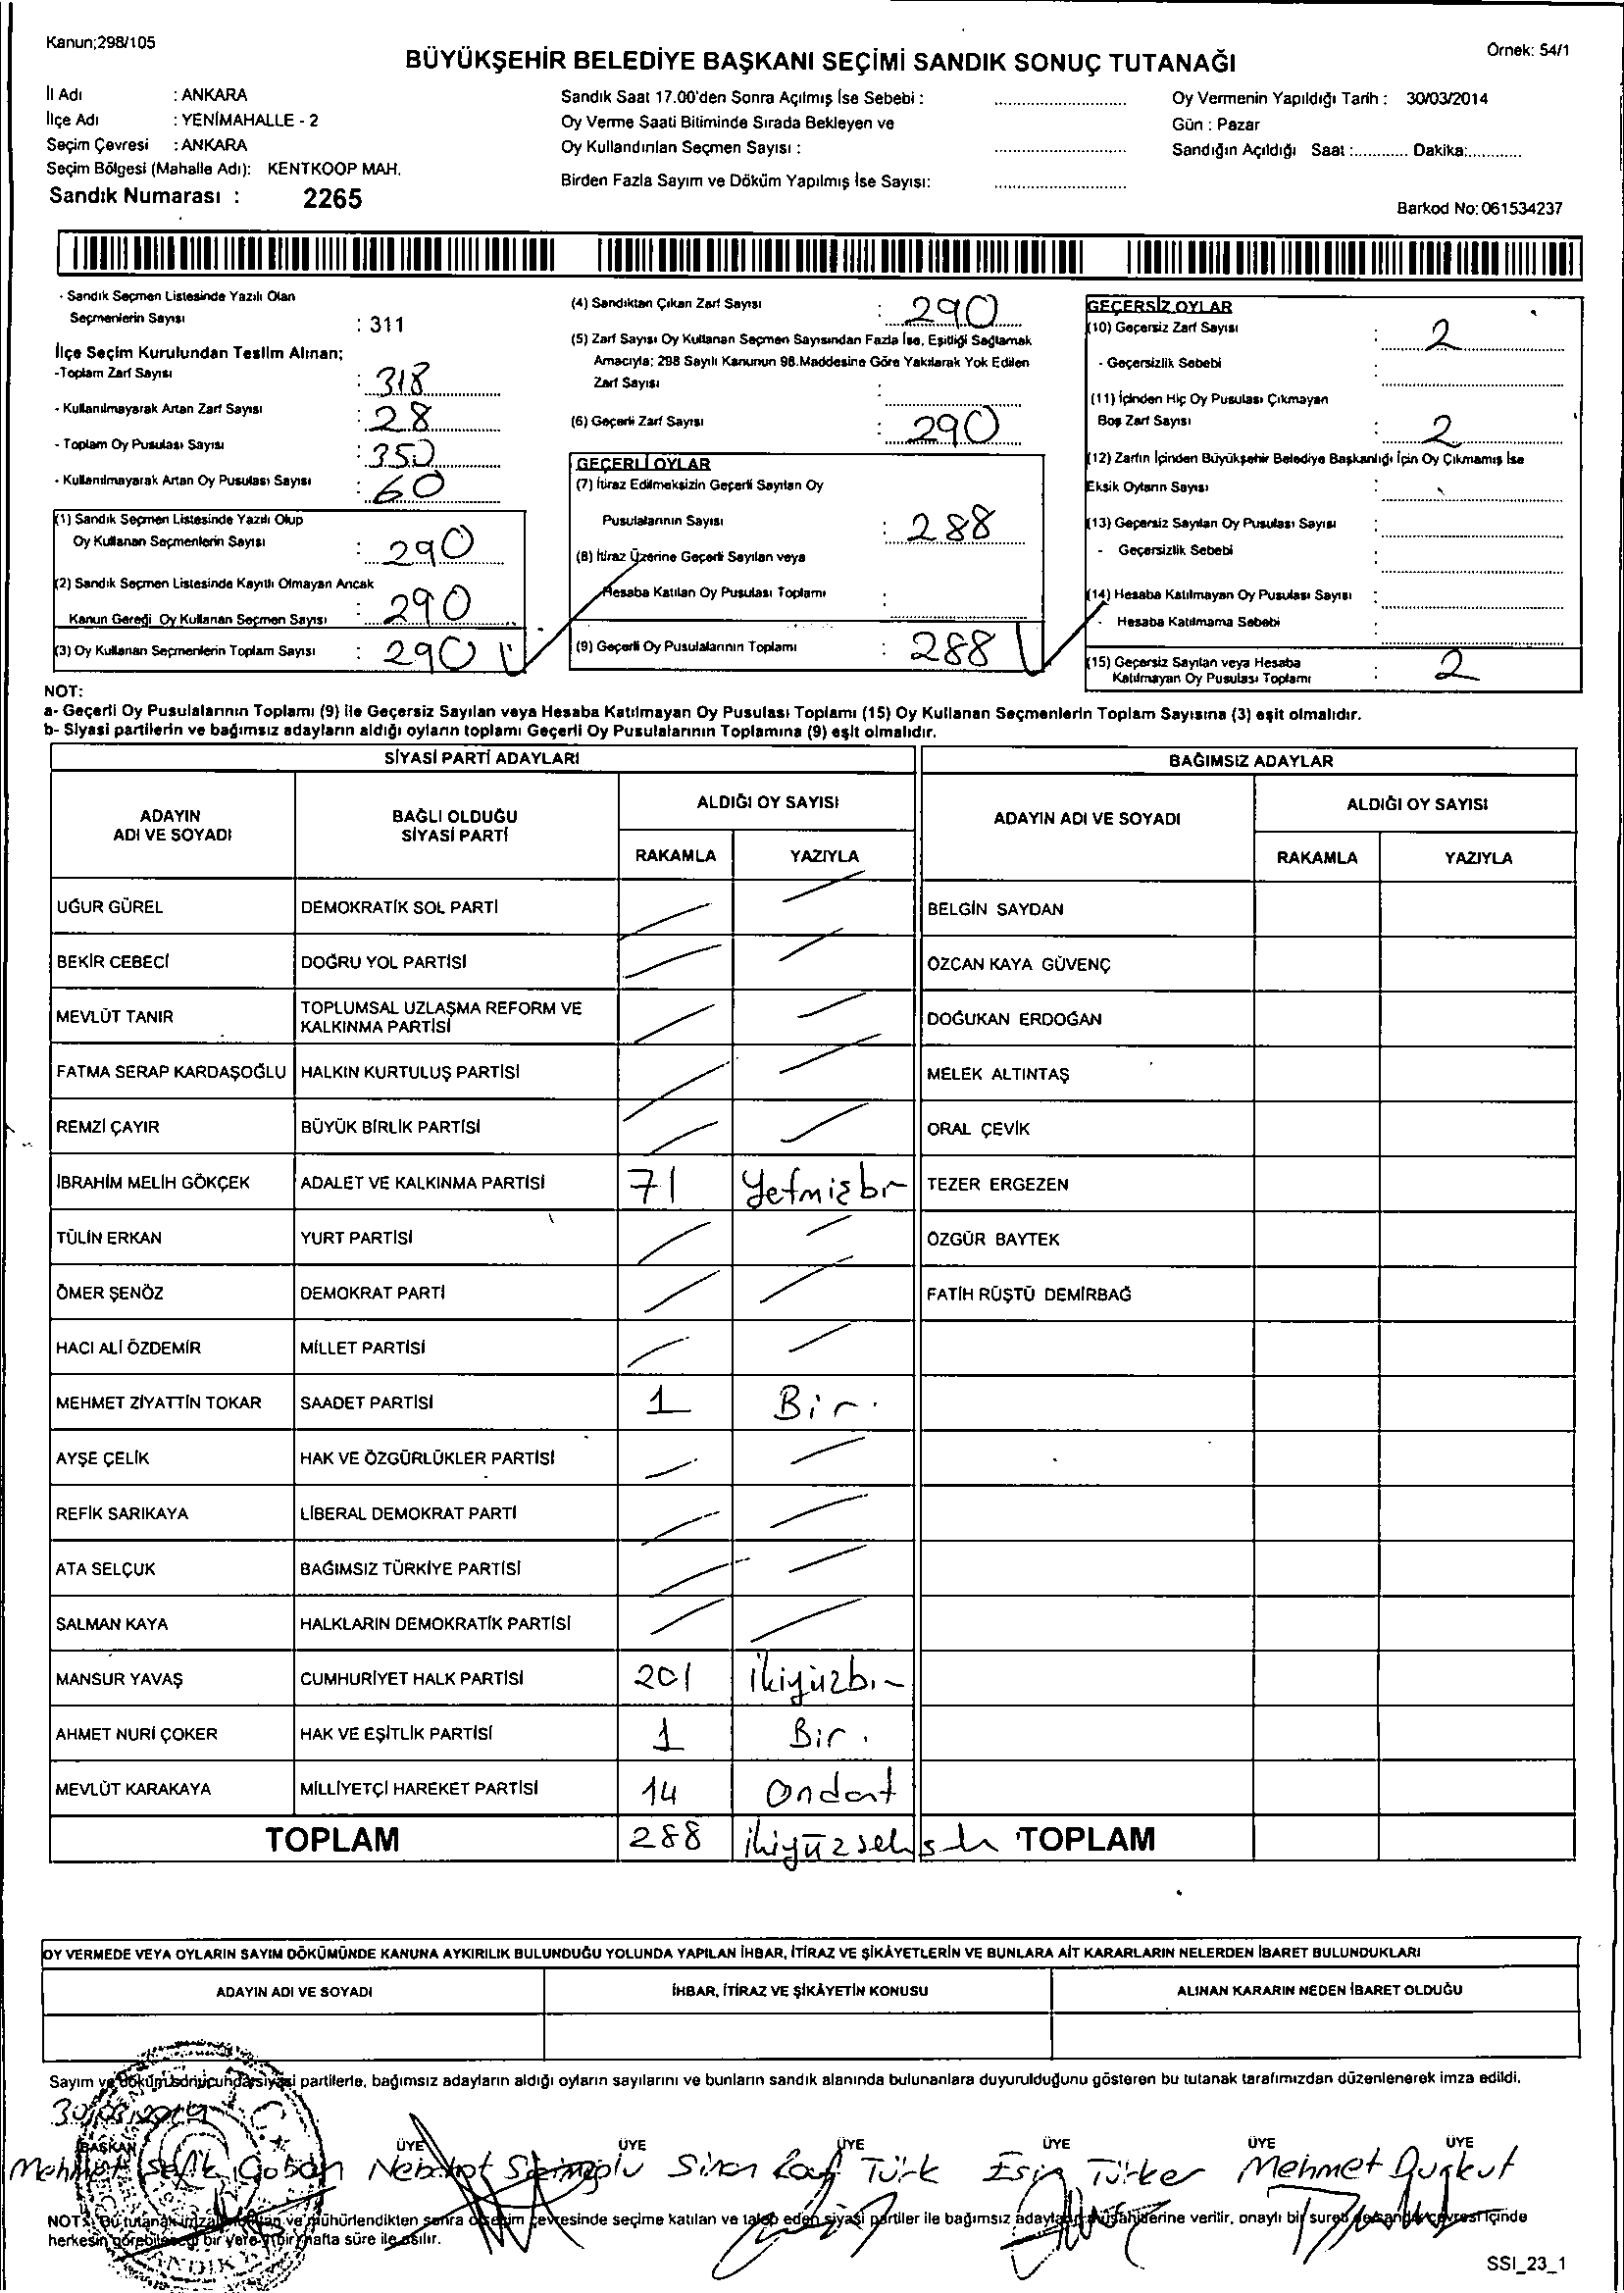 Kanun;298/105
Örnek: 54/1
BÜYÜKŞEHİR BELEDİYE BAŞKANI SEÇİMİ SANDIK SONUÇ TUTANAĞI
İl Adı : ANKARA
İlçe Adı : YENİMAHALLE - 2
Seçim Çevresi : ANKARA
Seçim Bölgesi (Mahalle Adı): KENTKOOP MAH.
Sandık Numarası : 2265
Sandık Saat 17.00'den Sonra Açılmış İse Sebebi :
Oy Verme Saati Bitiminde Sırada Bekleyen ve
Oy Kullandırılan Seçmen Sayısı :
Birden Fazla Sayım ve Döküm Yapılmış İse Sayısı:
Oy Vermenin Yapıldığı Tarih : 30/03/2014
Gün : Pazar
Sandığın Açıldığı Saat :........... Dakika:...........
Barkod No:061534237
- Sandık Seçmen Listesinde Yazılı Olan
Seçmenlerin Sayısı : 311
İlçe Seçim Kurulundan Teslim Alınan;
-Toplam Zarf Sayısı : 318
- Kullanılmayarak Artan Zarf Sayısı : 28
- Toplam Oy Pusulası Sayısı : 350
- Kullanılmayarak Artan Oy Pusulası Sayısı : 60
(1) Sandık Seçmen Listesinde Yazılı Olup
Oy Kullanan Seçmenlerin Sayısı : 290
(2) Sandık Seçmen Listesinde Kayıtlı Olmayan Ancak
Kanun Gereği Oy Kullanan Seçmen Sayısı : 290
(3) Oy Kullanan Seçmenlerin Toplam Sayısı : 290
(4) Sandıktan Çıkan Zarf Sayısı : 290
(5) Zarf Sayısı Oy Kullanan Seçmen Sayısından Fazla İse, Eşitliği Sağlamak
Amacıyla; 298 Sayılı Kanunun 98.Maddesine Göre Yakılarak Yok Edilen
Zarf Sayısı :
(6) Geçerli Zarf Sayısı : 290
GEÇERLİ OYLAR
(7) İtiraz Edilmeksizin Geçerli Sayılan Oy
Pusulalarının Sayısı : 288
(8) İtiraz Üzerine Geçerli Sayılan veya
Hesaba Katılan Oy Pusulası Toplamı :
(9) Geçerli Oy Pusulalarının Toplamı : 288
GEÇERSİZ OYLAR
(10) Geçersiz Zarf Sayısı : 2
- Geçersizlik Sebebi :
(11) İçinden Hiç Oy Pusulası Çıkmayan
Boş Zarf Sayısı : 2
(12) Zarfın İçinden Büyükşehir Belediye Başkanlığı İçin Oy Çıkmamış İse
Eksik Oyların Sayısı :
(13) Geçersiz Sayılan Oy Pusulası Sayısı :
- Geçersizlik Sebebi :
(14) Hesaba Katılmayan Oy Pusulası Sayısı :
- Hesaba Katılmama Sebebi :
(15) Geçersiz Sayılan veya Hesaba
Katılmayan Oy Pusulası Toplamı : 2
NOT:
a- Geçerli Oy Pusulalarının Toplamı (9) ile Geçersiz Sayılan veya Hesaba Katılmayan Oy Pusulası Toplamı (15) Oy Kullanan Seçmenlerin Toplam Sayısına (3) eşit olmalıdır.
b- Siyasi partilerin ve bağımsız adayların aldığı oyların toplamı Geçerli Oy Pusulalarının Toplamına (9) eşit olmalıdır.
SİYASİ PARTİ ADAYLARI BAĞIMSIZ ADAYLAR
ADAYIN ADI VE SOYADI BAĞLI OLDUĞU SİYASİ PARTİ ALDIĞI OY SAYISI RAKAMLA YAZIYLA ADAYIN ADI VE SOYADI ALDIĞI OY SAYISI RAKAMLA YAZIYLA
UĞUR GÜREL DEMOKRATİK SOL PARTİ BELGİN SAYDAN
BEKİR CEBECİ DOĞRU YOL PARTİSİ ÖZCAN KAYA GÜVENÇ
MEVLÜT TANIR TOPLUMSAL UZLAŞMA REFORM VE KALKINMA PARTİSİ DOĞUKAN ERDOĞAN
FATMA SERAP KARDAŞOĞLU HALKIN KURTULUŞ PARTİSİ MELEK ALTINTAŞ
REMZİ ÇAYIR BÜYÜK BİRLİK PARTİSİ ORAL ÇEVİK
İBRAHİM MELİH GÖKÇEK ADALET VE KALKINMA PARTİSİ 71 Yetmişbir TEZER ERGEZEN
TÜLİN ERKAN YURT PARTİSİ ÖZGÜR BAYTEK
ÖMER ŞENÖZ DEMOKRAT PARTİ FATİH RÜŞTÜ DEMİRBAĞ
HACI ALİ ÖZDEMİR MİLLET PARTİSİ
MEHMET ZİYATTİN TOKAR SAADET PARTİSİ 1 Bir.
AYŞE ÇELİK HAK VE ÖZGÜRLÜKLER PARTİSİ
REFİK SARIKAYA LİBERAL DEMOKRAT PARTİ
ATA SELÇUK BAĞIMSIZ TÜRKİYE PARTİSİ
SALMAN KAYA HALKLARIN DEMOKRATİK PARTİSİ
MANSUR YAVAŞ CUMHURİYET HALK PARTİSİ 201 ikiyüzbir
AHMET NURİ ÇOKER HAK VE EŞİTLİK PARTİSİ 1 Bir.
MEVLÜT KARAKAYA MİLLİYETÇİ HAREKET PARTİSİ 14 Ondört
TOPLAM 288 ikiyüzseksen TOPLAM
OY VERMEDE VEYA OYLARIN SAYIM DÖKÜMÜNDE KANUNA AYKIRILIK BULUNDUĞU YOLUNDA YAPILAN İHBAR, İTİRAZ VE ŞİKÂYETLERİN VE BUNLARA AİT KARARLARIN NELERDEN İBARET BULUNDUKLARI
ADAYIN ADI VE SOYADI İHBAR, İTİRAZ VE ŞİKÂYETİN KONUSU ALINAN KARARIN NEDEN İBARET OLDUĞU
Sayım ve döküm sonucunda siyasi partilerle, bağımsız adayların aldığı oyların sayılarını ve bunların sandık alanında bulunanlara duyurulduğunu gösteren bu tutanak tarafımızdan düzenlenerek imza edildi.
30/03/2014
BAŞKAN ÜYE ÜYE ÜYE ÜYE ÜYE ÜYE
Mehmet Sefik Çoban Nebahat Sinan Türk Esin Türker Mehmet
NOT: Bu tutanak ve mühürlendikten sonra o seçim çevresinde seçime katılan ve talep eden siyasi partiler ile bağımsız adayların müşahitlerine verilir, onaylı bir sureti de sandık çevresi içinde
herkesin görebileceği bir yere bir hafta süre ile asılır.
SSI_23_1